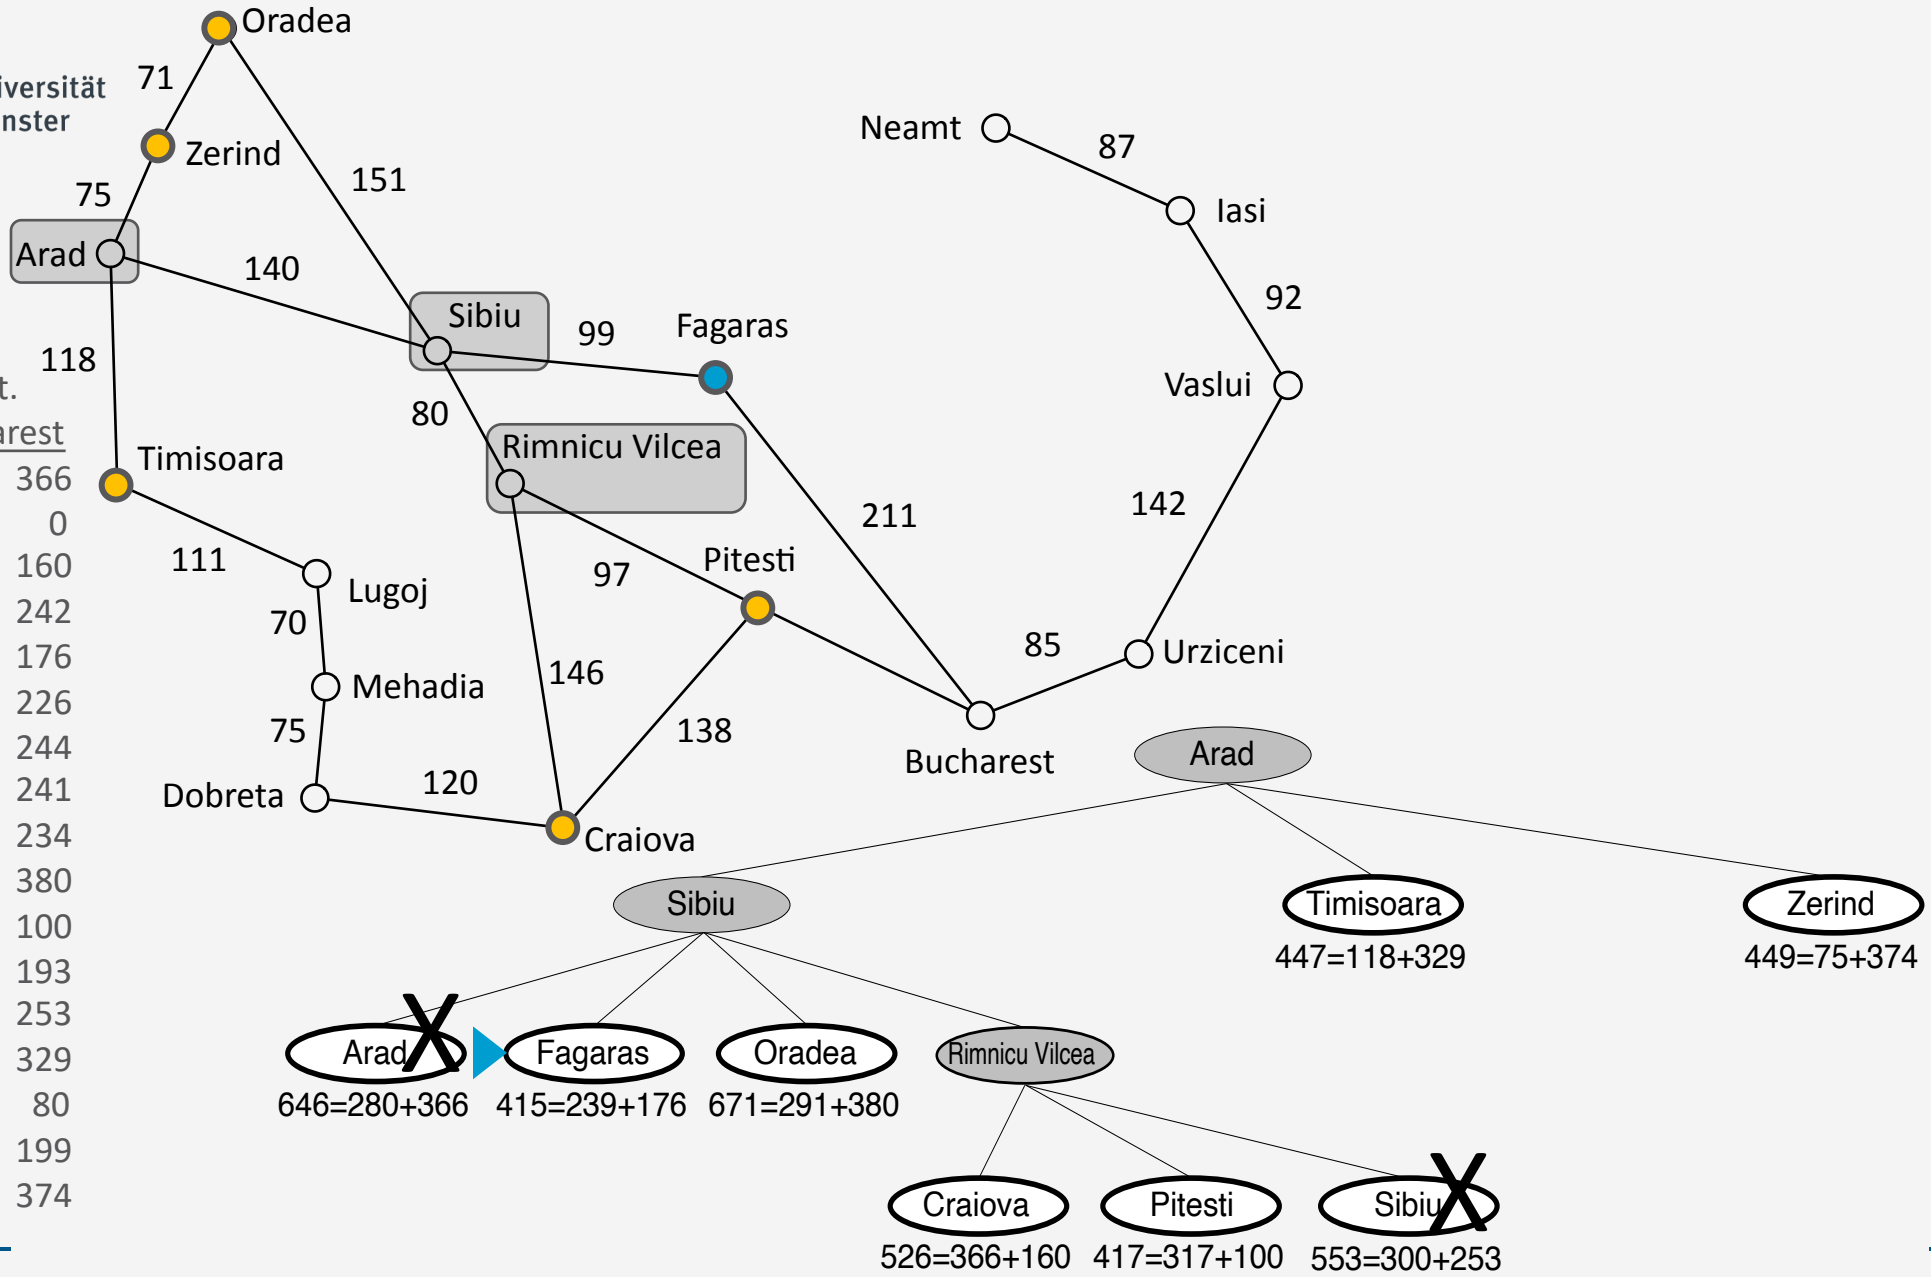 Oradea
71
iversität
nster
Zerind
75
151
Neamt
87
Iasi
Arad
140
92
Sibiu
99
Fagaras
118
t.
arest
Vaslui
80
Timisoara
Rimnicu Vilcea
366
0
160
242
176
226
244
241
234
380
100
193
253
329
80
199
374
111
Lugoj
97
Pitesti
211
142
70
Mehadia
146
85
Urziceni
75
138
Dobreta
120
Bucharest
Craiova
Arad
Sibiu
Timisoara
Zerind
447=118+329
449=75+374
Arad X
Fagaras
Oradea
Rimnicu Vilcea
646=280+366
415=239+176
671=291+380
Craiova
Pitesti
Sibiu X
526=366+160
417=317+100
553=300+253